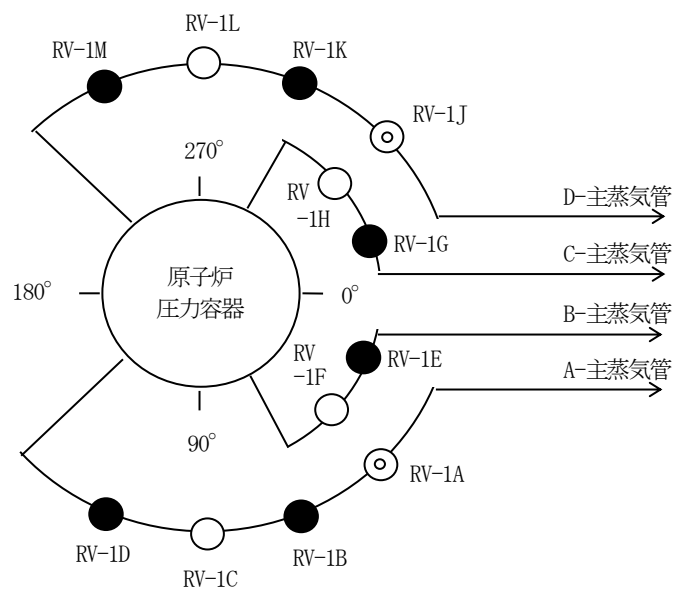 RV-1L
RV-1M
RV-1K
RV-1J
270°
RV
-1H
D-主蒸気管
RV-1G
C-主蒸気管
原子炉
圧力容器
180°
0°
B-主蒸気管
RV
-1F
RV-1E
A-主蒸気管
90°
RV-1A
RV-1D
RV-1B
RV-1C